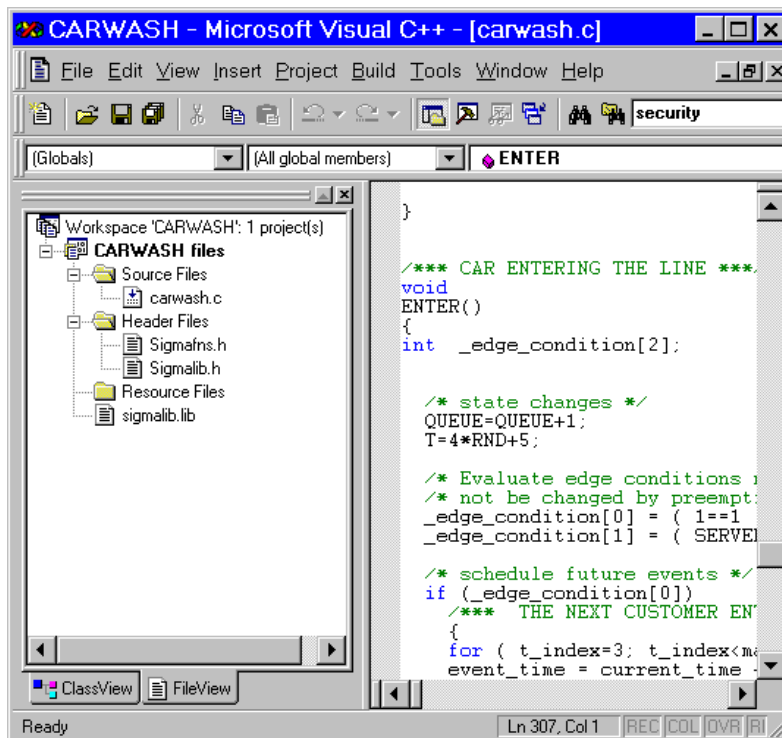 CARWASH - Microsoft Visual C++ - [carwash.c]
File Edit View Insert Project Build Tools Window Help
security
(Globals) (All global members) ENTER
Workspace 'CARWASH': 1 project(s)
CARWASH files
Source Files
carwash.c
Header Files
Sigmafns.h
Sigmalib.h
Resource Files
sigmalib.lib
ClassView FileView
}
/*** CAR ENTERING THE LINE ***/
void
ENTER()
{
int _edge_condition[2];
/* state changes */
QUEUE=QUEUE+1;
T=4*RND+5;
/* Evaluate edge conditions
/* not be changed by preempt
_edge_condition[0] = ( 1==1
_edge_condition[1] = ( SERVE
/* schedule future events */
if (_edge_condition[0])
/*** THE NEXT CUSTOMER EN
{
for ( t_index=3; t_index<ma
event_time = current_time
Ready Ln 307, Col 1 REC COL OVR